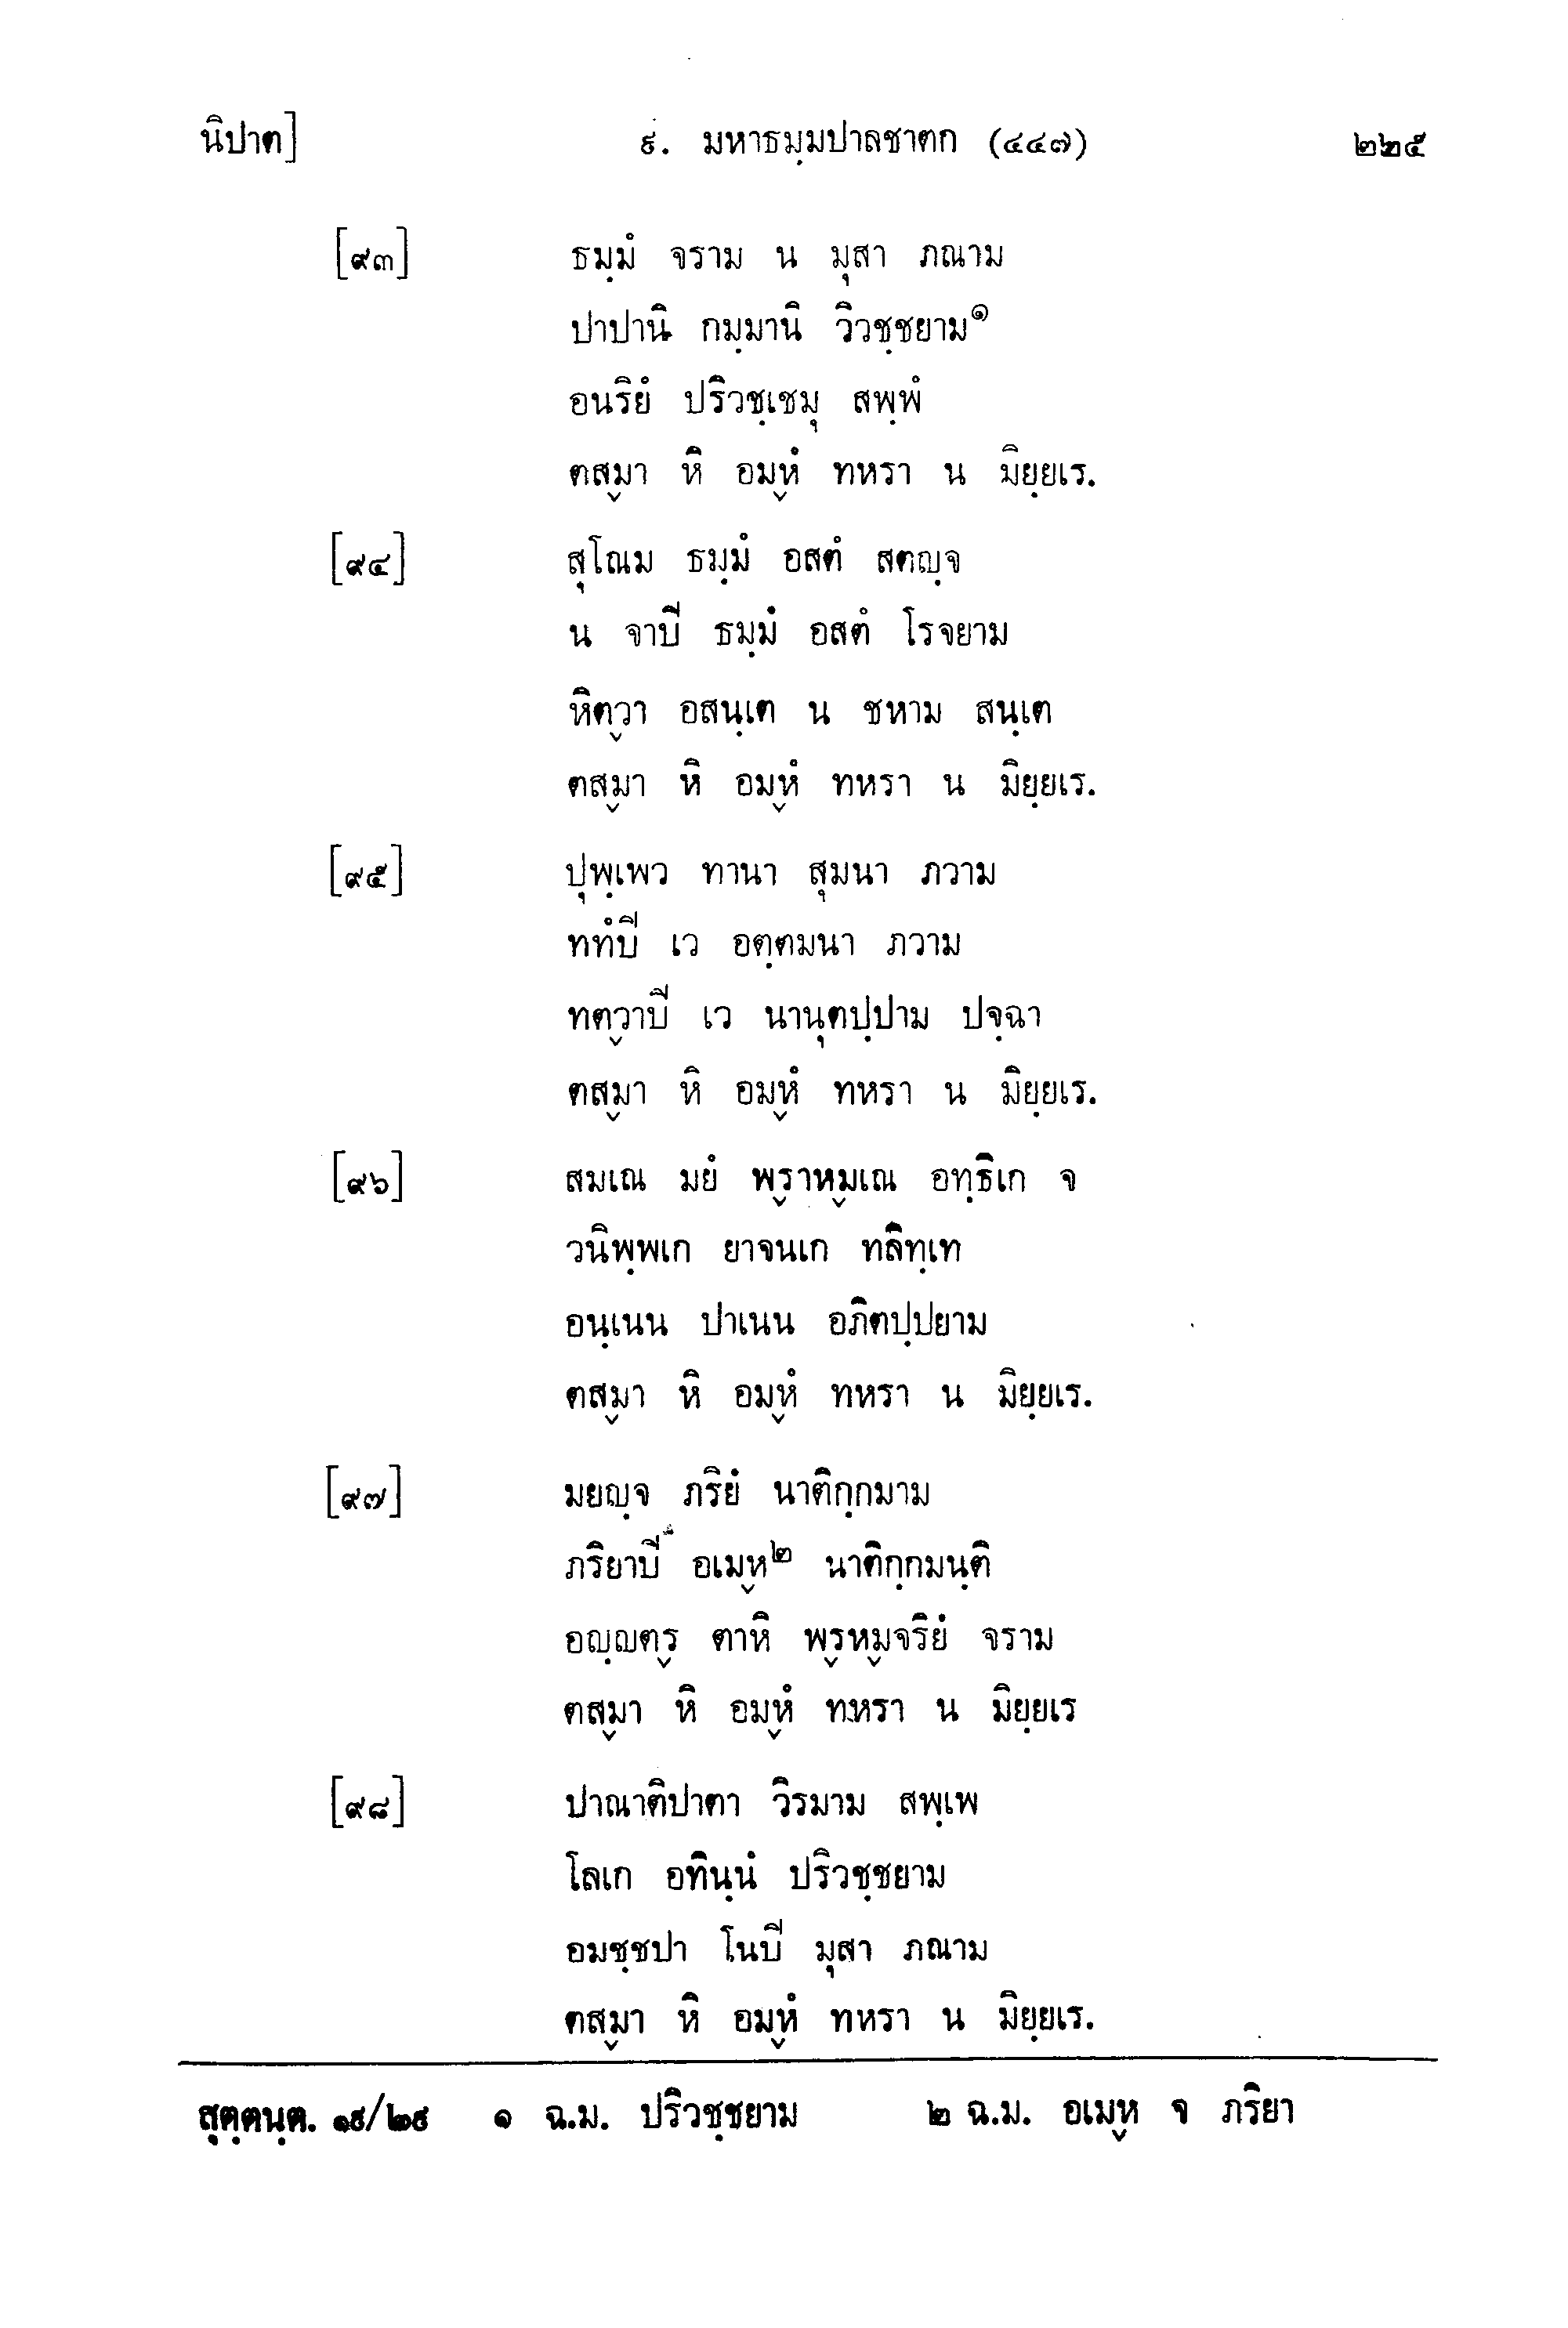 นิปาต] ๙. มหาธมฺมปาลชาตก (๔๔๗) ๒๒๕
[๙๓] ธมฺมํ จราม น มุสา ภณาม
ปาปานิ กมฺมานิ วิวชฺชยาม๑
อนริยํ ปริวชฺเชมุ สพฺพํ
ตส๎มา หิ อม๎หํ ทหรา น มิยฺยเร.
[๙๔] สุโณม ธมฺมํ อสตํ สตญฺจ
น จาปิ ธมฺมํ อสตํ โรจยาม
หิต๎วา อสนฺเต น ชหาม สนฺเต
ตส๎มา หิ อม๎หํ ทหรา น มิยฺยเร.
[๙๕] ปุพฺเพว ทานา สุมนา ภวาม
ททํปิ เว อตฺตมนา ภวาม
ทต๎วาปิ เว นานุตปฺปาม ปจฺฉา
ตส๎มา หิ อม๎หํ ทหรา น มิยฺยเร.
[๙๖] สมเณ มยํ พ๎ราห๎มเณ อทฺธิเก จ
วนิพฺพเก ยาจนเก ทลิทฺเท
อนฺเนน ปาเนน อภิตปฺปยาม
ตส๎มา หิ อม๎หํ ทหรา น มิยฺยเร.
[๙๗] มยญฺจ ภริยํ นาติกฺกมาม
ภริยาปิ อเม๎ห๒ นาติกฺกมนฺติ
อญฺญตร๎ ตาหิ พ๎รห๎มจริยํ จราม
ตส๎มา หิ อม๎หํ ทหรา น มิยฺยเร
[๙๘] ปาณาติปาตา วิรมาม สพฺเพ
โลเก อทินฺนํ ปริวชฺชยาม
อมชฺชปา โนปิ มุสา ภณาม
ตส๎มา หิ อม๎หํ ทหรา น มิยฺยเร.
สุตฺตนฺต. ๑๙/๒๙ ๑ ฉ.ม. ปริวชฺชยาม ๒ ฉ.ม. อเม๎ห จ ภริยา